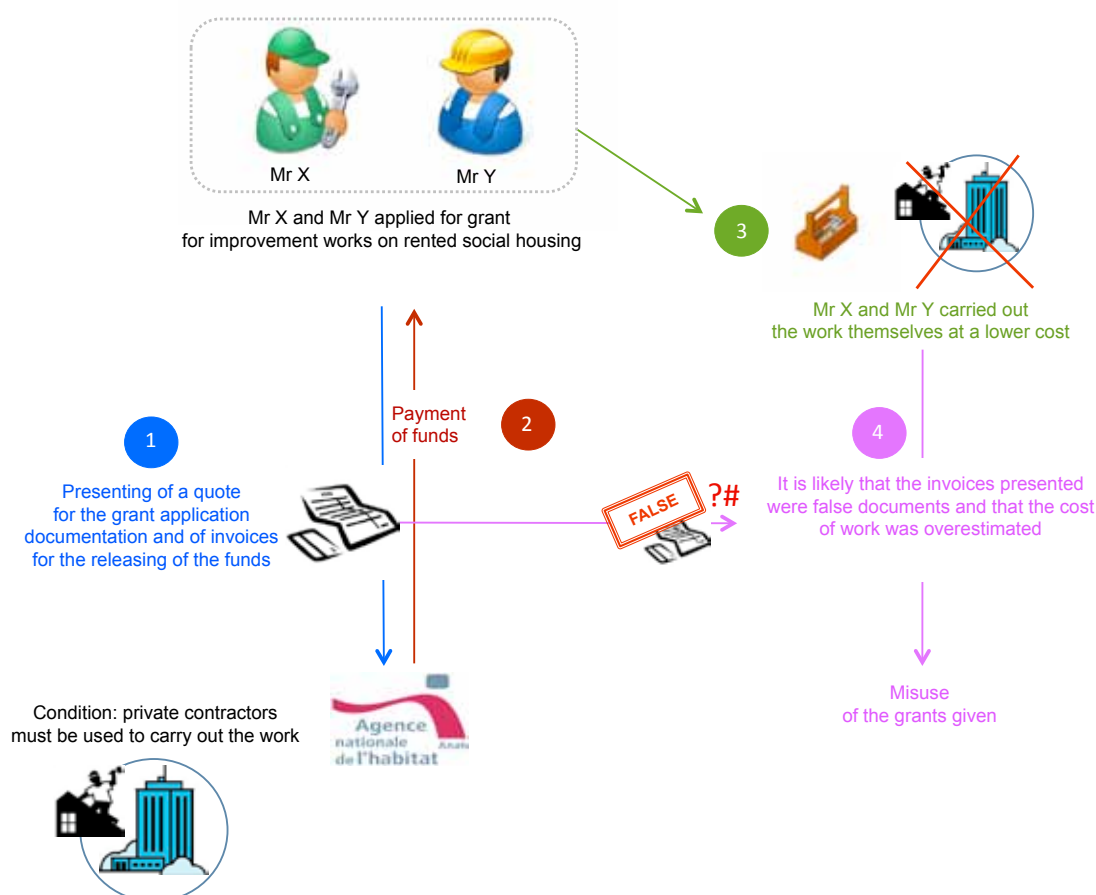 Mr X
Mr Y
Mr X and Mr Y applied for grant
for improvement works on rented social housing
3
Mr X and Mr Y carried out
the work themselves at a lower cost
1
Payment
of funds
2
4
Presenting of a quote
for the grant application
documentation and of invoices
for the releasing of the funds
FALSE
?#
It is likely that the invoices presented
were false documents and that the cost
of work was overestimated
Condition: private contractors
must be used to carry out the work
Agence
nationale
de l'habitat
Anah
Misuse
of the grants given